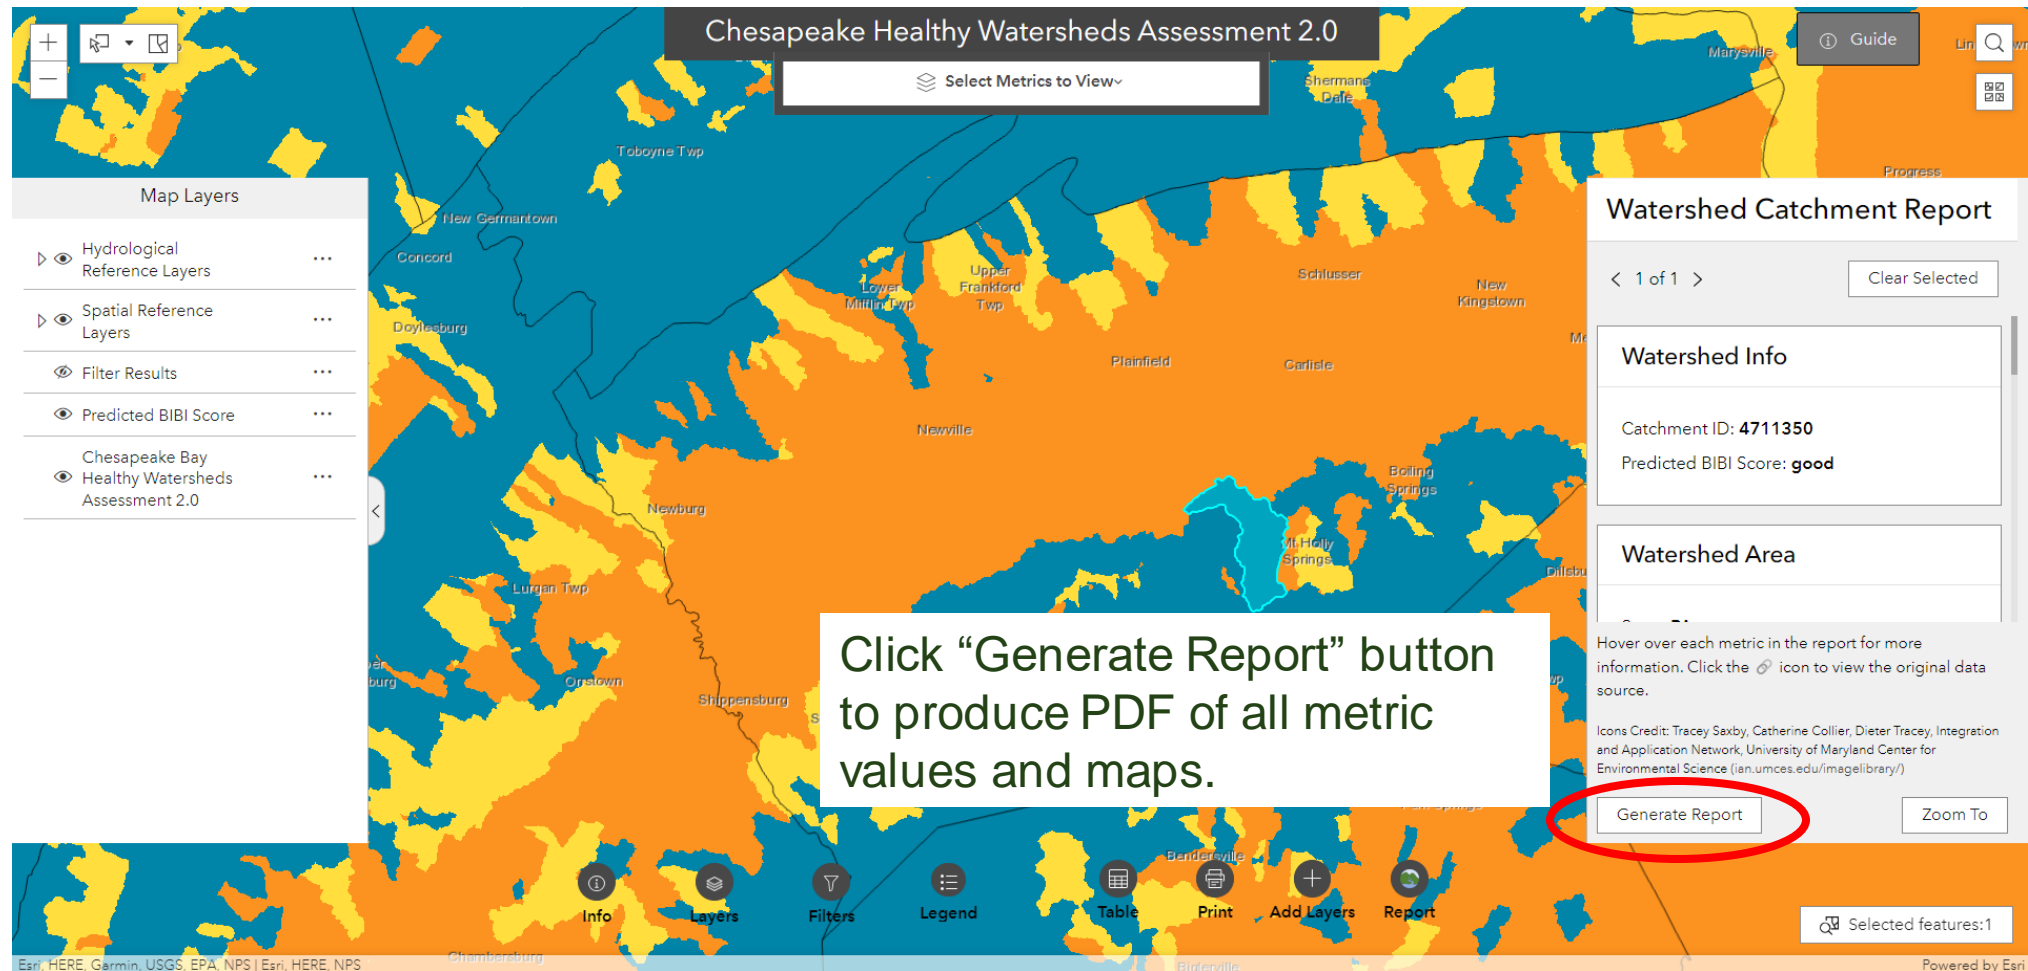 Chesapeake Healthy Watersheds Assessment 2.0
Select Metrics to View
Guide
Marysville
Shermans
Dale
Toboyne Twp
Progress
Map Layers
Hydrological
Reference Layers
Spatial Reference
Layers
Filter Results
Predicted BIBI Score
Chesapeake Bay
Healthy Watersheds
Assessment 2.0
New Germantown
Concord
Doylesburg
Lower
Mifflin Twp
Upper
Frankford
Twp
Schlusser
New
Kingstown
Plainfield
Carlisle
Newville
Newburg
Boiling
Springs
Mt Holly
Springs
Lurgan Twp
Orrstown
Shippensburg
Watershed Catchment Report
1 of 1
Clear Selected
Watershed Info
Catchment ID: 4711350
Predicted BIBI Score: good
Watershed Area
Hover over each metric in the report for more
information. Click the icon to view the original data
source.
Icons Credit: Tracey Saxby, Catherine Collier, Dieter Tracey, Integration
and Application Network, University of Maryland Center for
Environmental Science (ian.umces.edu/imagelibrary/)
Generate Report
Zoom To
Click “Generate Report” button
to produce PDF of all metric
values and maps.
Bendersville
Info
Layers
Filters
Legend
Table
Print
Add Layers
Report
Selected features:1
Chambersburg
Biglerville
Esri, HERE, Garmin, USGS, EPA, NPS | Esri, HERE, NPS
Powered by Esri